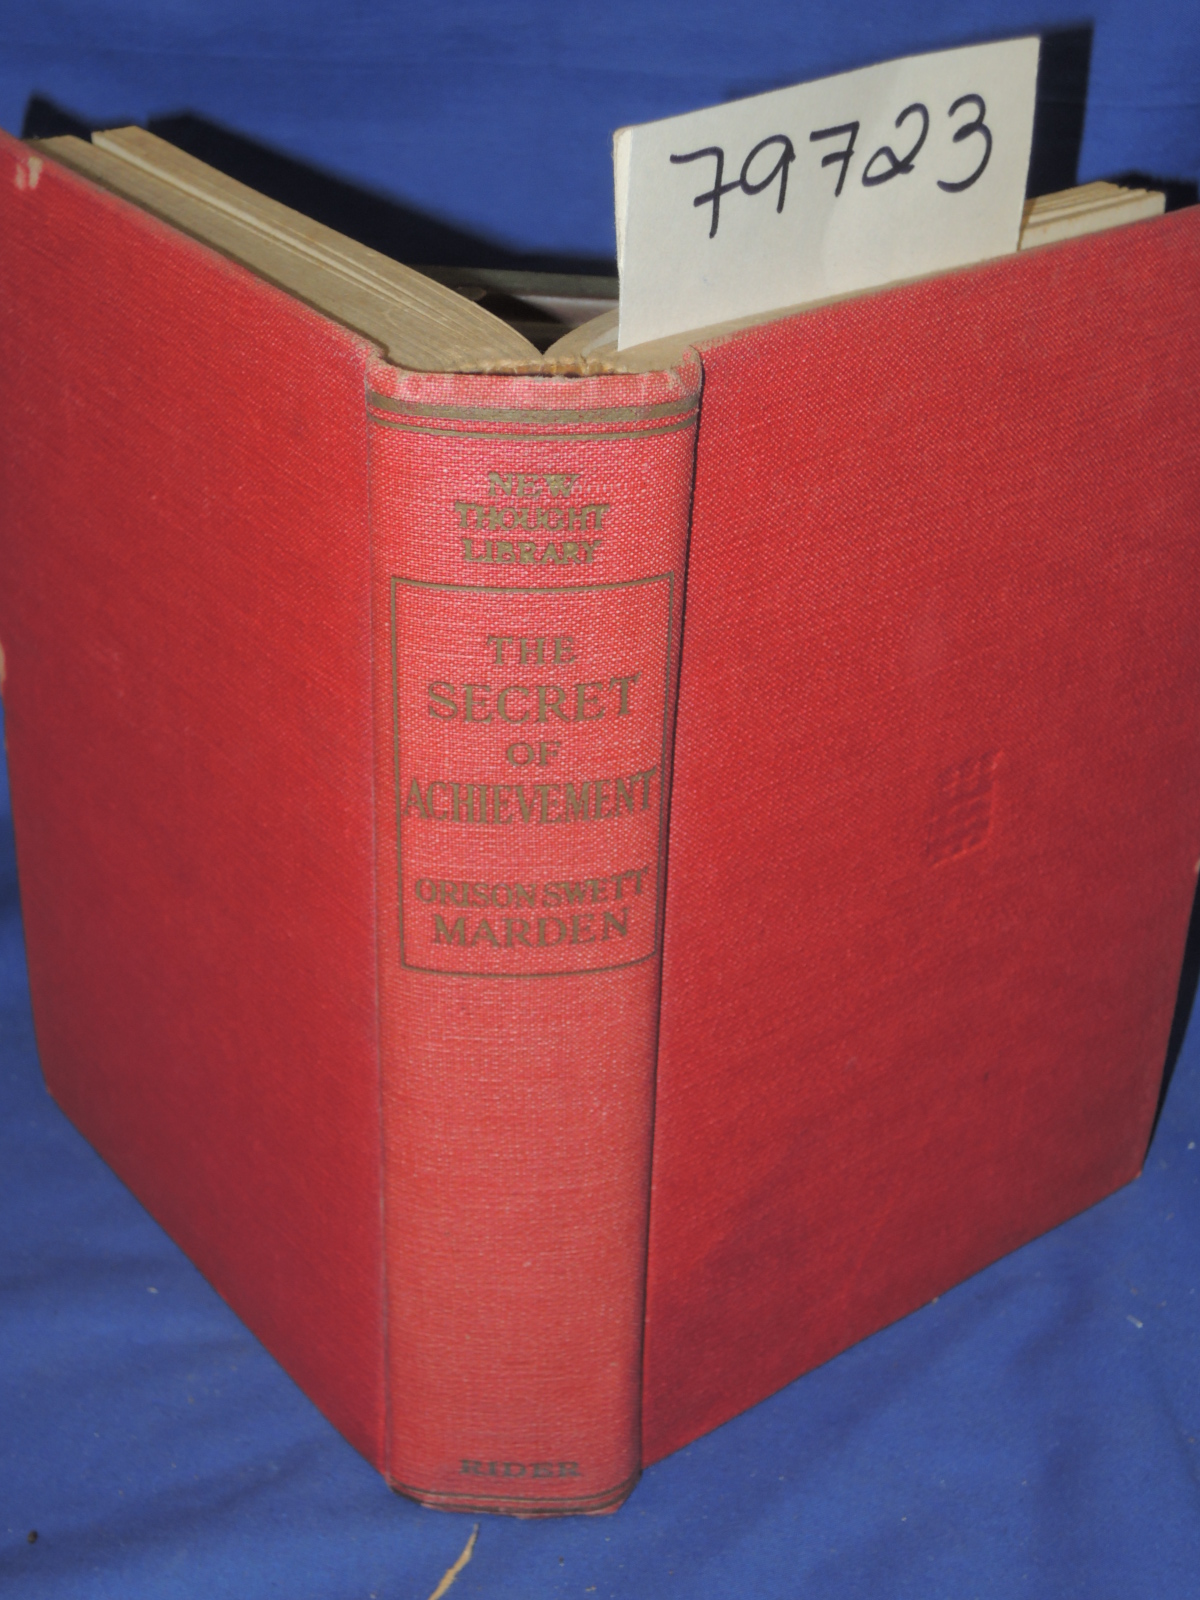 79723
NEW
THOUGHT
LIBRARY
THE
SECRET
OF
ACHIEVEMENT
ORISON SWETT
MARDEN
RIDER